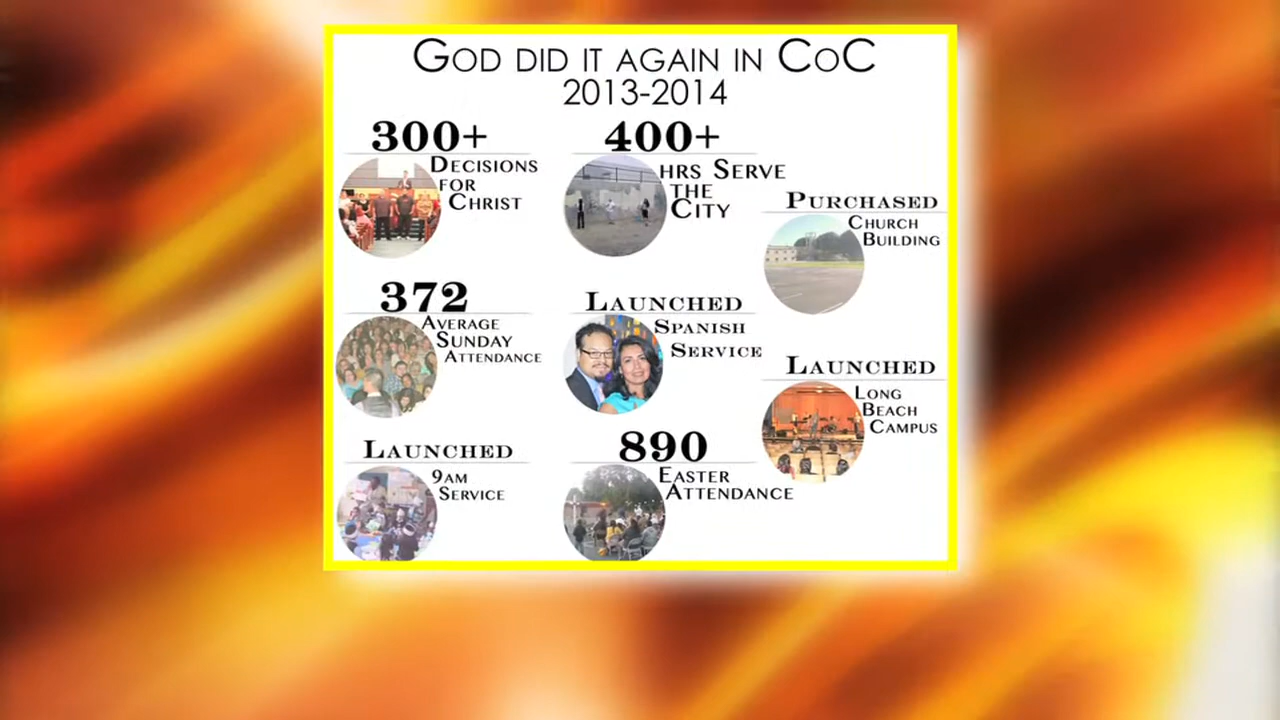 God did it again in CoC
2013-2014
300+
Decisions
for
Christ
400+
hrs Serve
the
City
Purchased
Church
Building
372
Average
Sunday
Attendance
Launched
Spanish
Service
Launched
Long
Beach
Campus
Launched
9am
Service
890
Easter
Attendance